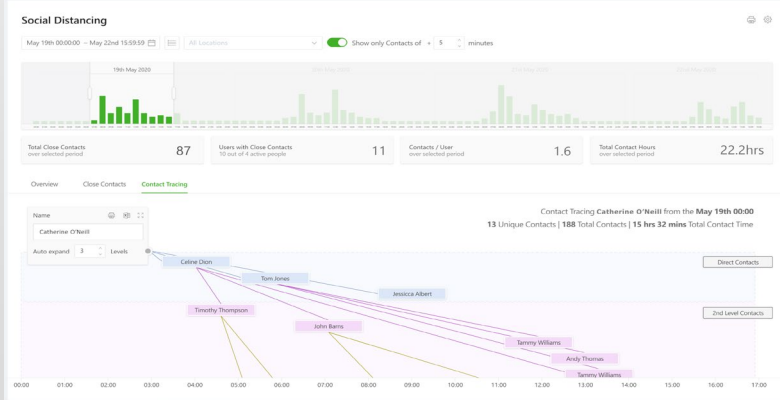 Social Distancing
May 19th 00:00:00 ~ May 22nd 15:59:59
All Locations
Show only Contacts of + 5 minutes
19th May 2020
Total Close Contacts
over selected period
87
Users with Close Contacts
10 out of 4 active people
11
Contacts / User
over selected period
1.6
Total Contact Hours
over selected period
22.2hrs
Overview Close Contacts Contact Tracing
Name
Catherine O'Neill
Auto expand 3 Levels
Contact Tracing Catherine O'Neill from the May 19th 00:00
13 Unique Contacts | 188 Total Contacts | 15 hrs 32 mins Total Contact Time
Celine Dion
Direct Contacts
Tom Jones
Jessicca Albert
Timothy Thompson
2nd Level Contacts
John Barns
Tammy Williams
Andy Thomas
Tammy Williams
00:00 01:00 02:00 03:00 04:00 05:00 06:00 07:00 08:00 09:00 10:00 11:00 12:00 13:00 14:00 15:00 16:00 17:00